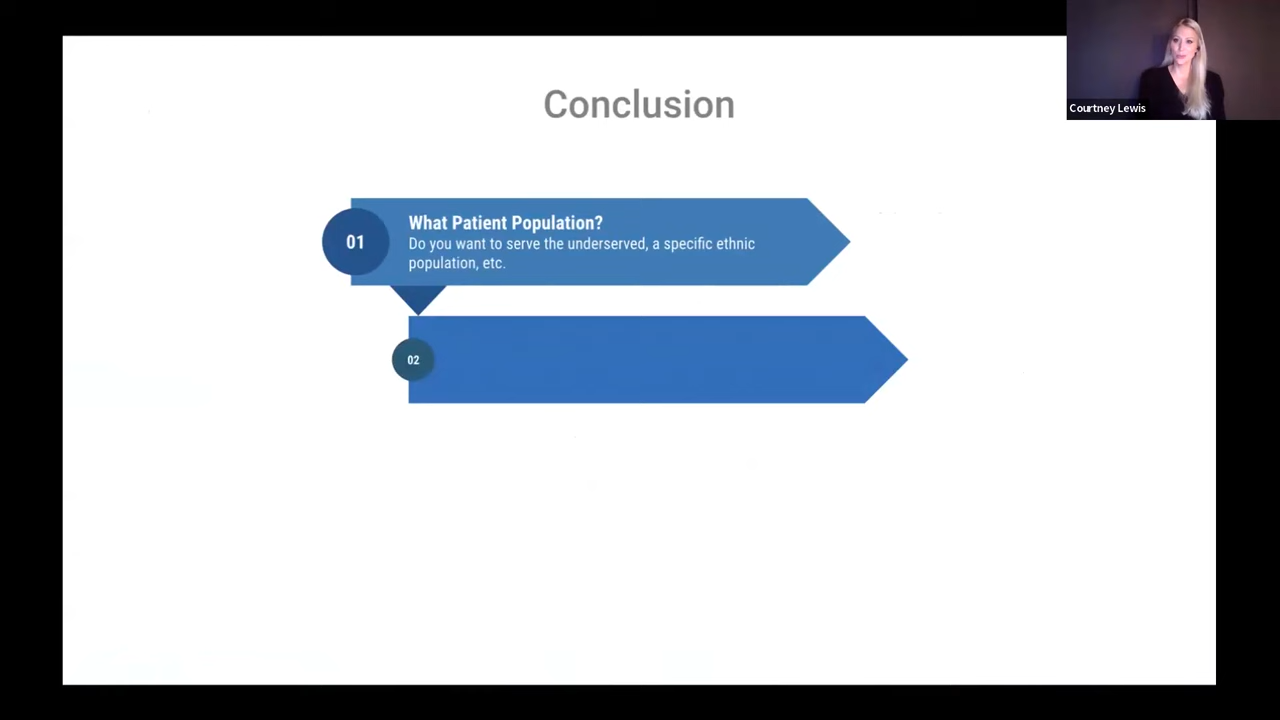 Courtney Lewis
Conclusion
01
What Patient Population?
Do you want to serve the underserved, a specific ethnic
population, etc.
02